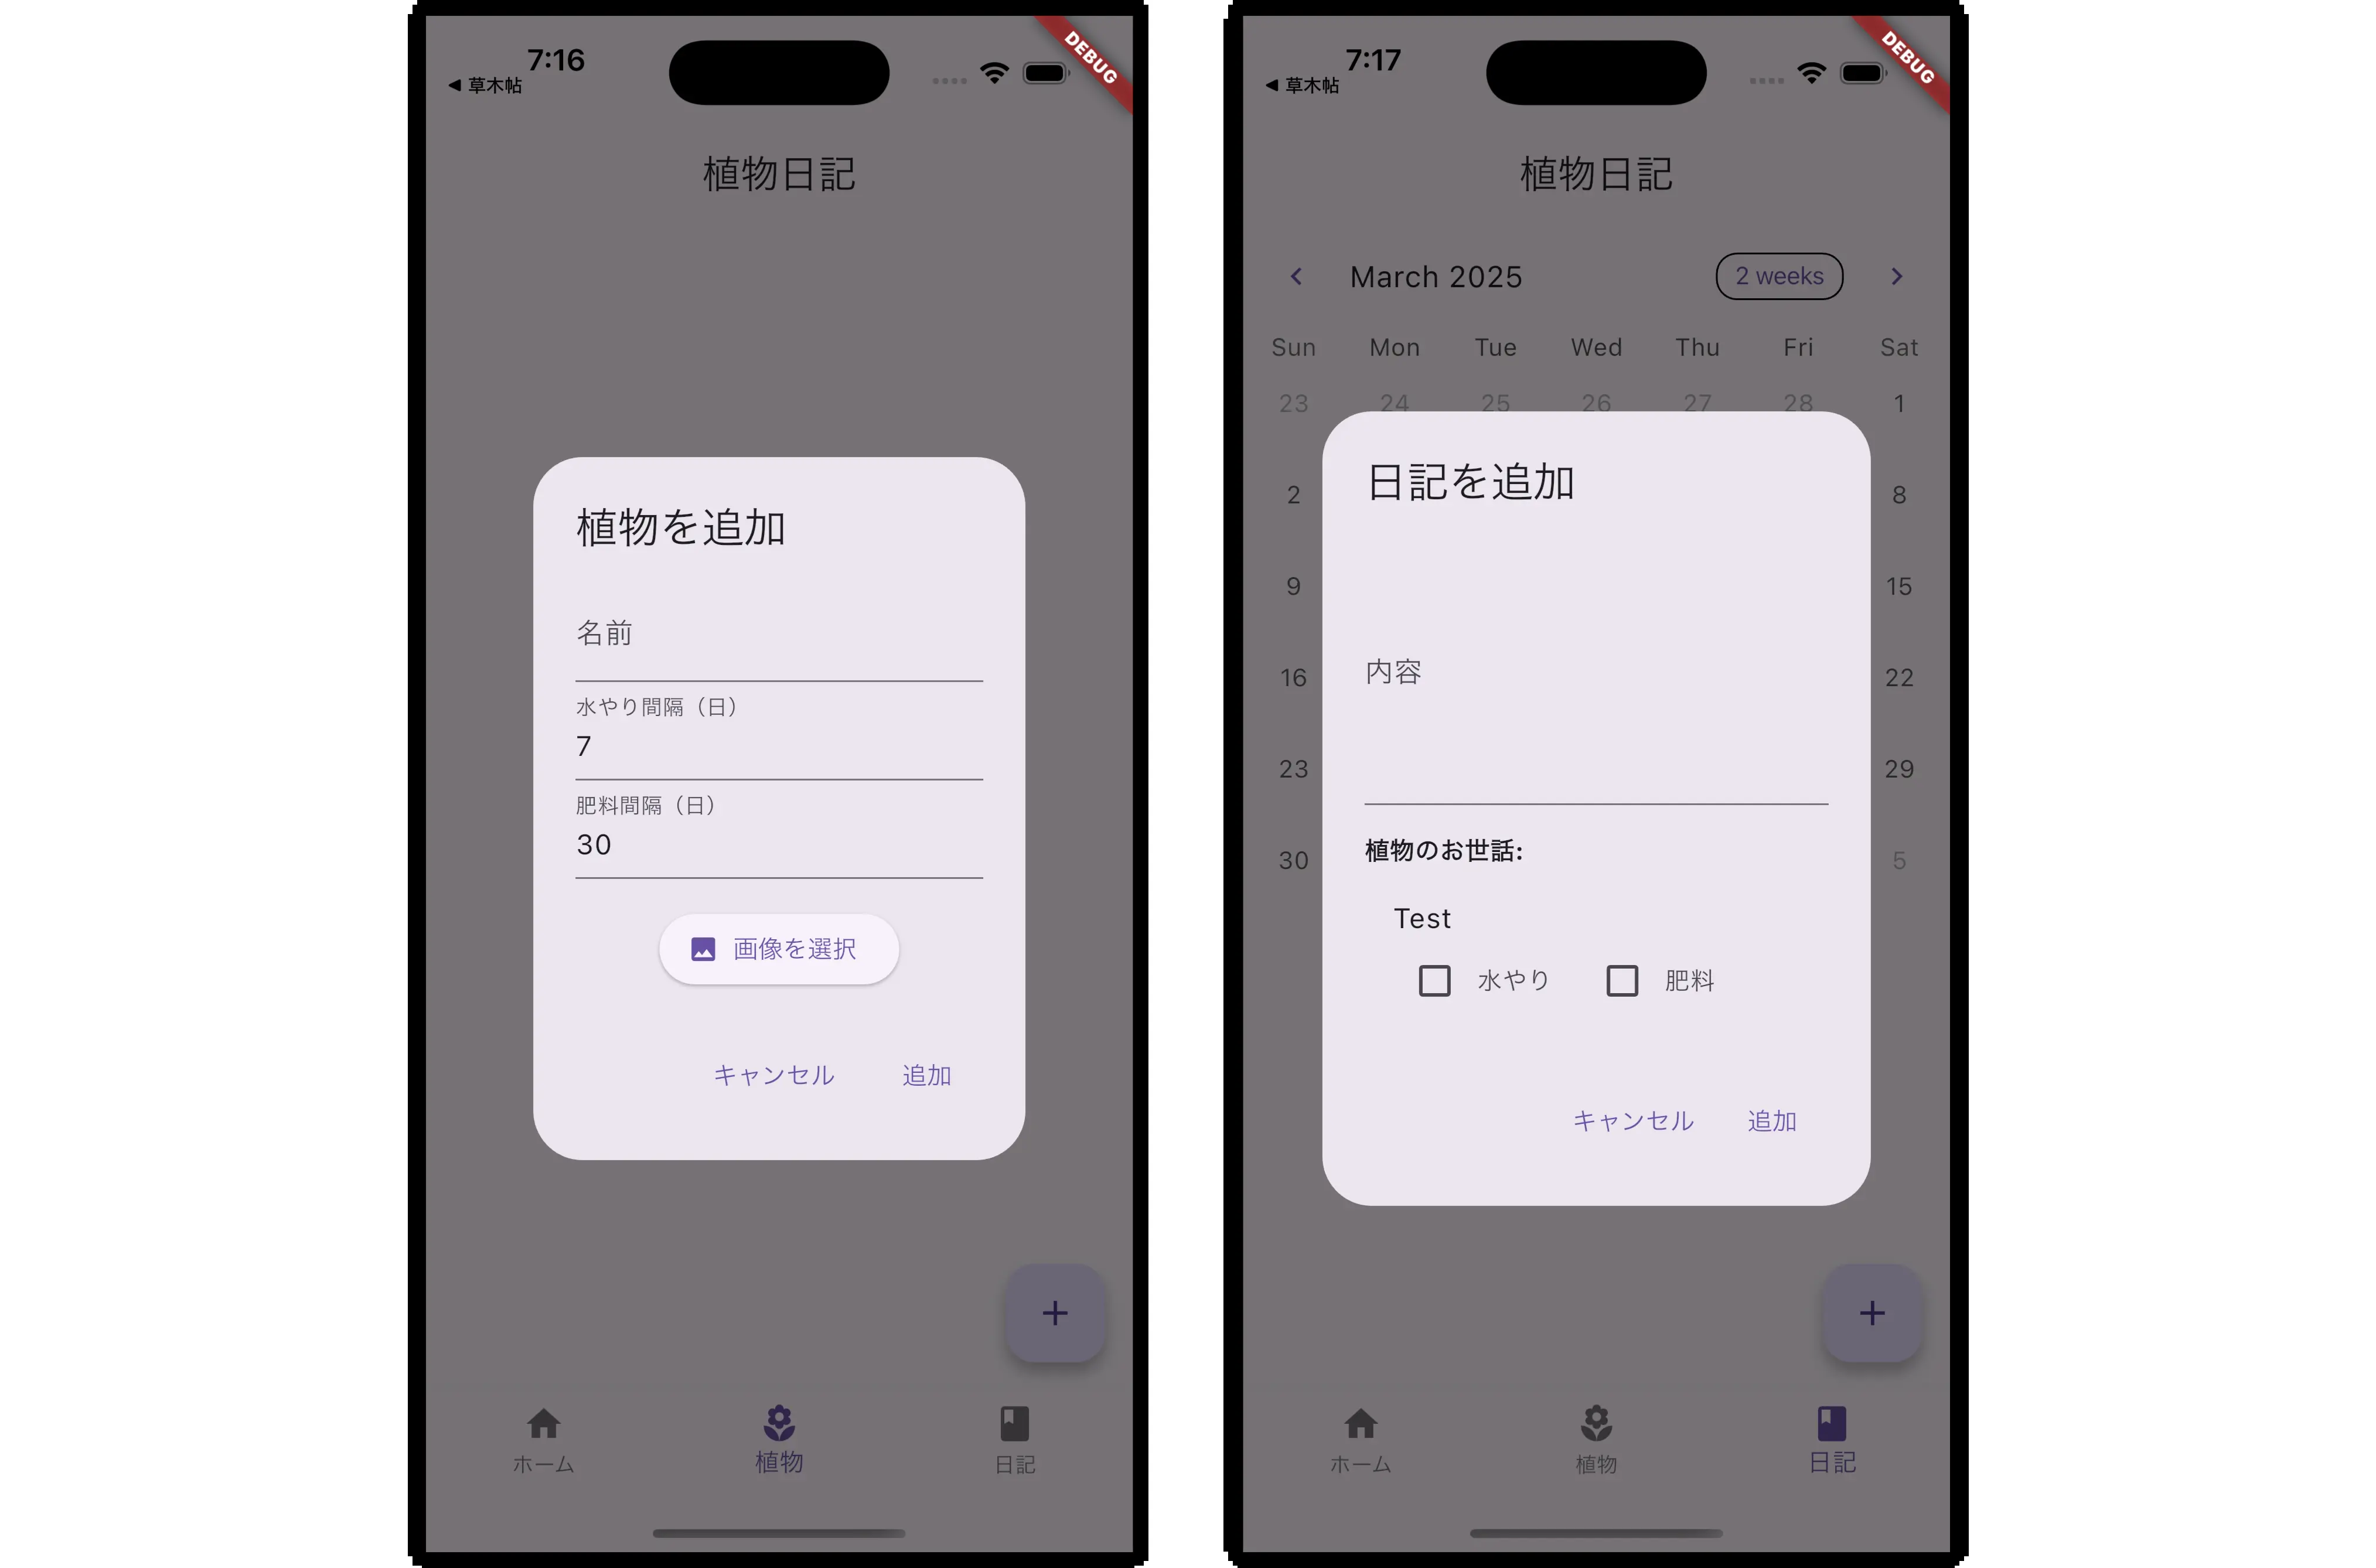 7:16
◀ 草木帖
DEBUG
植物日記
植物を追加
名前
水やり間隔（日）
7
肥料間隔（日）
30
画像を選択
キャンセル 追加
ホーム 植物 日記
7:17
◀ 草木帖
DEBUG
植物日記
March 2025 2 weeks
Sun Mon Tue Wed Thu Fri Sat
23 24 25 26 27 28 1
2 8
9 15
16 22
23 29
30 5
日記を追加
内容
植物のお世話:
Test
水やり 肥料
キャンセル 追加
ホーム 植物 日記